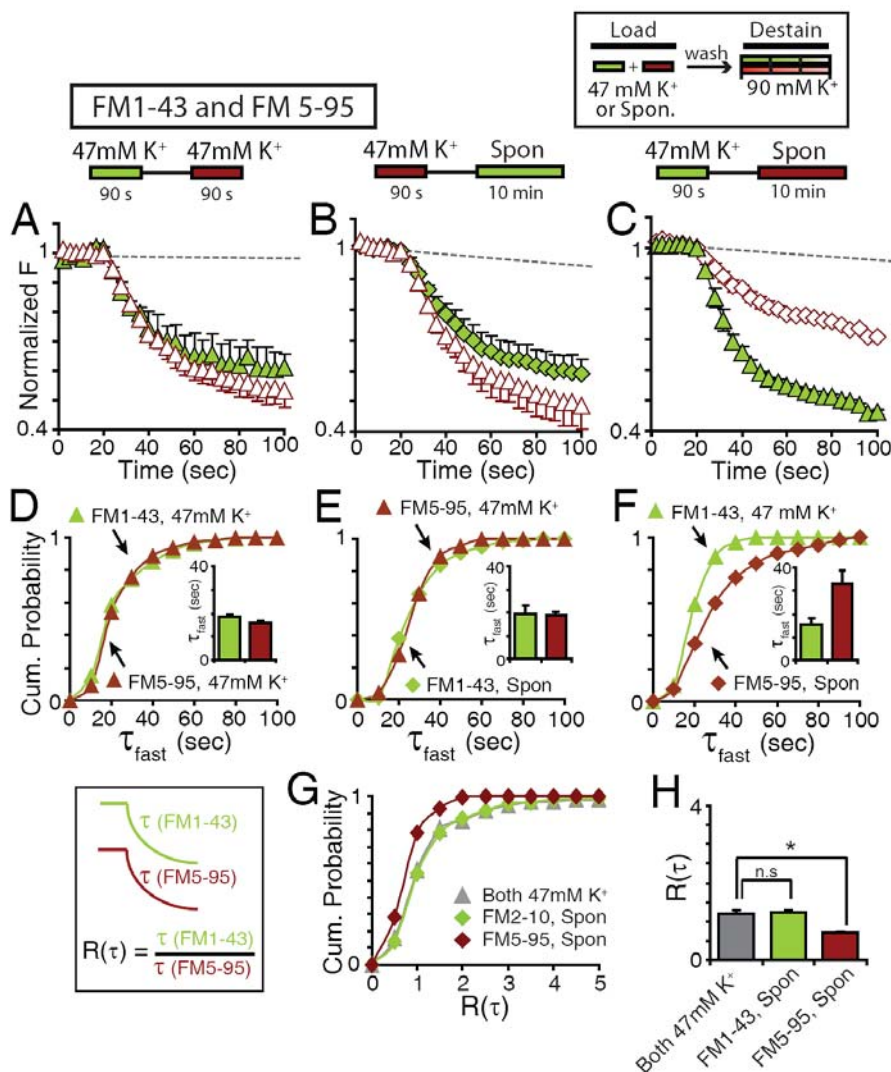 Load
Destain
+
wash
47 mM K⁺
or Spon.
90 mM K⁺
FM1-43 and FM 5-95
47mM K⁺ 47mM K⁺
90 s 90 s
47mM K⁺ Spon
90 s 10 min
47mM K⁺ Spon
90 s 10 min
A
Normalized F
1
0.4
0 20 40 60 80 100
Time (sec)
B
1
0.4
0 20 40 60 80 100
Time (sec)
C
1
0.4
0 20 40 60 80 100
Time (sec)
D
FM1-43, 47mM K⁺
FM5-95, 47mM K⁺
Cum. Probability
1
0
0 20 40 60 80 100
τfast (sec)
40
0
τfast (sec)
E
FM5-95, 47mM K⁺
FM1-43, Spon
1
0
0 20 40 60 80 100
τfast (sec)
40
0
τfast (sec)
F
FM1-43, 47 mM K⁺
FM5-95, Spon
1
0
0 20 40 60 80 100
τfast (sec)
40
0
τfast (sec)
τ (FM1-43)
τ (FM5-95)
R(τ) = τ (FM1-43)
τ (FM5-95)
G
Cum. Probability
1
0
Both 47mM K⁺
FM2-10, Spon
FM5-95, Spon
0 1 2 3 4 5
R(τ)
H
R(τ)
4
0
*
n.s
Both 47mM K⁺
FM1-43, Spon
FM5-95, Spon